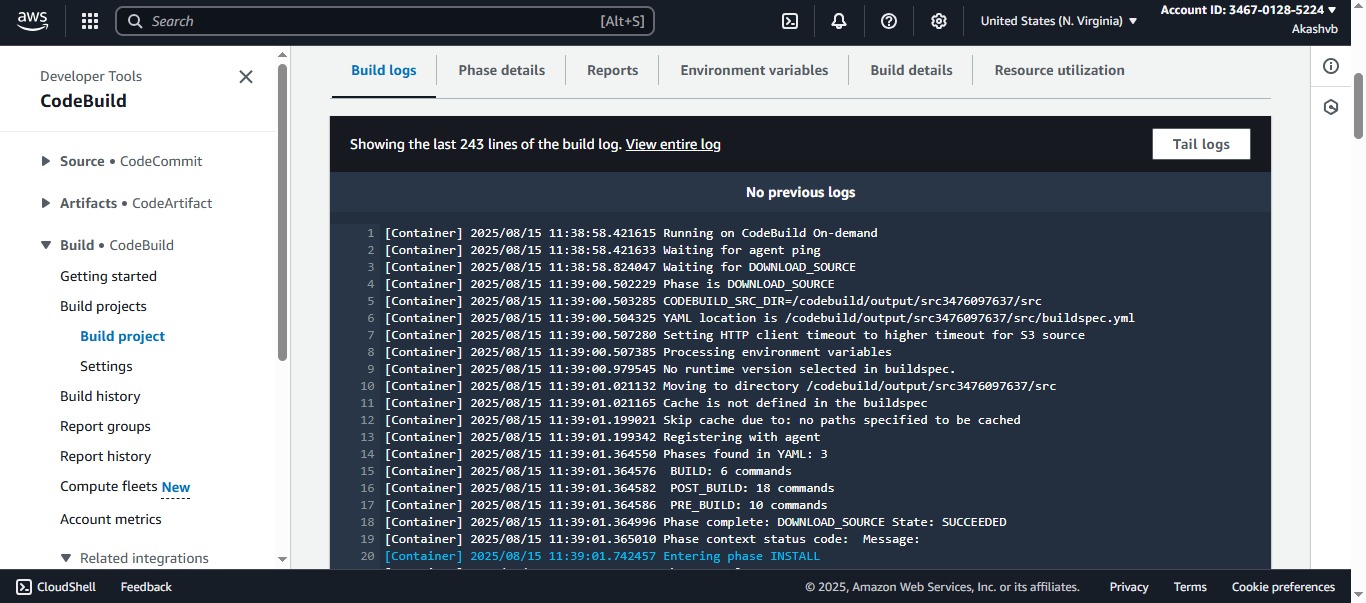 aws
Search [Alt+S]
United States (N. Virginia)
Account ID: 3467-0128-5224
Akashvb
Developer Tools
CodeBuild
Source • CodeCommit
Artifacts • CodeArtifact
Build • CodeBuild
Getting started
Build projects
Build project
Settings
Build history
Report groups
Report history
Compute fleets New
Account metrics
Related integrations
Build logs Phase details Reports Environment variables Build details Resource utilization
Showing the last 243 lines of the build log. View entire log
Tail logs
No previous logs
1 [Container] 2025/08/15 11:38:58.421615 Running on CodeBuild On-demand
2 [Container] 2025/08/15 11:38:58.421633 Waiting for agent ping
3 [Container] 2025/08/15 11:38:58.824047 Waiting for DOWNLOAD_SOURCE
4 [Container] 2025/08/15 11:39:00.502229 Phase is DOWNLOAD_SOURCE
5 [Container] 2025/08/15 11:39:00.503285 CODEBUILD_SRC_DIR=/codebuild/output/src3476097637/src
6 [Container] 2025/08/15 11:39:00.504325 YAML location is /codebuild/output/src3476097637/src/buildspec.yml
7 [Container] 2025/08/15 11:39:00.507280 Setting HTTP client timeout to higher timeout for S3 source
8 [Container] 2025/08/15 11:39:00.507385 Processing environment variables
9 [Container] 2025/08/15 11:39:00.979545 No runtime version selected in buildspec.
10 [Container] 2025/08/15 11:39:01.021132 Moving to directory /codebuild/output/src3476097637/src
11 [Container] 2025/08/15 11:39:01.021165 Cache is not defined in the buildspec
12 [Container] 2025/08/15 11:39:01.199021 Skip cache due to: no paths specified to be cached
13 [Container] 2025/08/15 11:39:01.199342 Registering with agent
14 [Container] 2025/08/15 11:39:01.364550 Phases found in YAML: 3
15 [Container] 2025/08/15 11:39:01.364576  BUILD: 6 commands
16 [Container] 2025/08/15 11:39:01.364582  POST_BUILD: 18 commands
17 [Container] 2025/08/15 11:39:01.364586  PRE_BUILD: 10 commands
18 [Container] 2025/08/15 11:39:01.364996 Phase complete: DOWNLOAD_SOURCE State: SUCCEEDED
19 [Container] 2025/08/15 11:39:01.365010 Phase context status code:  Message:
20 [Container] 2025/08/15 11:39:01.742457 Entering phase INSTALL
CloudShell Feedback
© 2025, Amazon Web Services, Inc. or its affiliates. Privacy Terms Cookie preferences